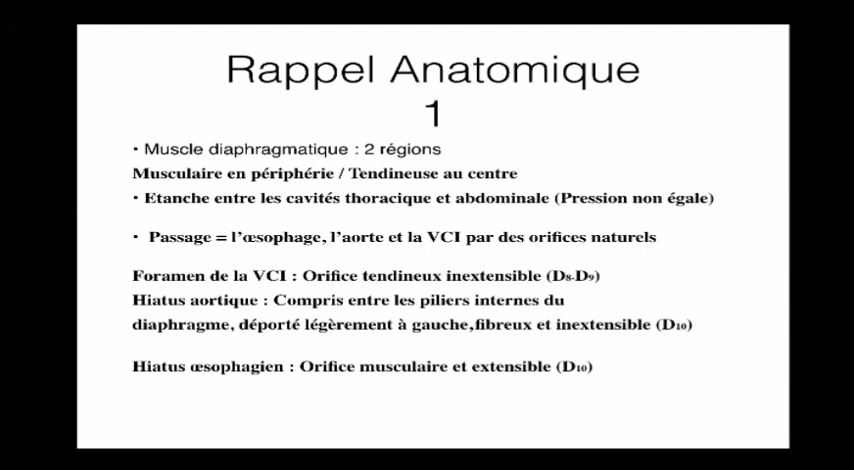 Rappel Anatomique
1
• Muscle diaphragmatique : 2 régions
Musculaire en périphérie / Tendineuse au centre
• Etanche entre les cavités thoracique et abdominale (Pression non égale)
• Passage = l’œsophage, l’aorte et la VCI par des orifices naturels
Foramen de la VCI : Orifice tendineux inextensible (D8-D9)
Hiatus aortique : Compris entre les piliers internes du
diaphragme, déporté légèrement à gauche,fibreux et inextensible (D10)
Hiatus œsophagien : Orifice musculaire et extensible (D10)